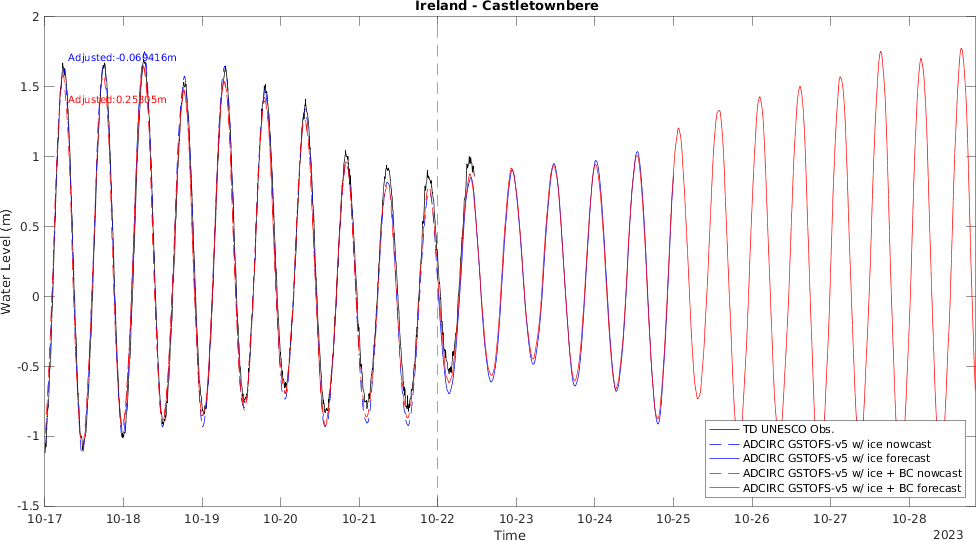 Ireland - Castletownbere
2
1.5
1
0.5
0
-0.5
-1
-1.5
Water Level (m)
Adjusted:-0.069416m
Adjusted:0.25305m
TD UNESCO Obs.
ADCIRC GSTOFS-v5 w/ ice nowcast
ADCIRC GSTOFS-v5 w/ ice forecast
ADCIRC GSTOFS-v5 w/ ice + BC nowcast
ADCIRC GSTOFS-v5 w/ ice + BC forecast
10-17 10-18 10-19 10-20 10-21 10-22 10-23 10-24 10-25 10-26 10-27 10-28
Time
2023